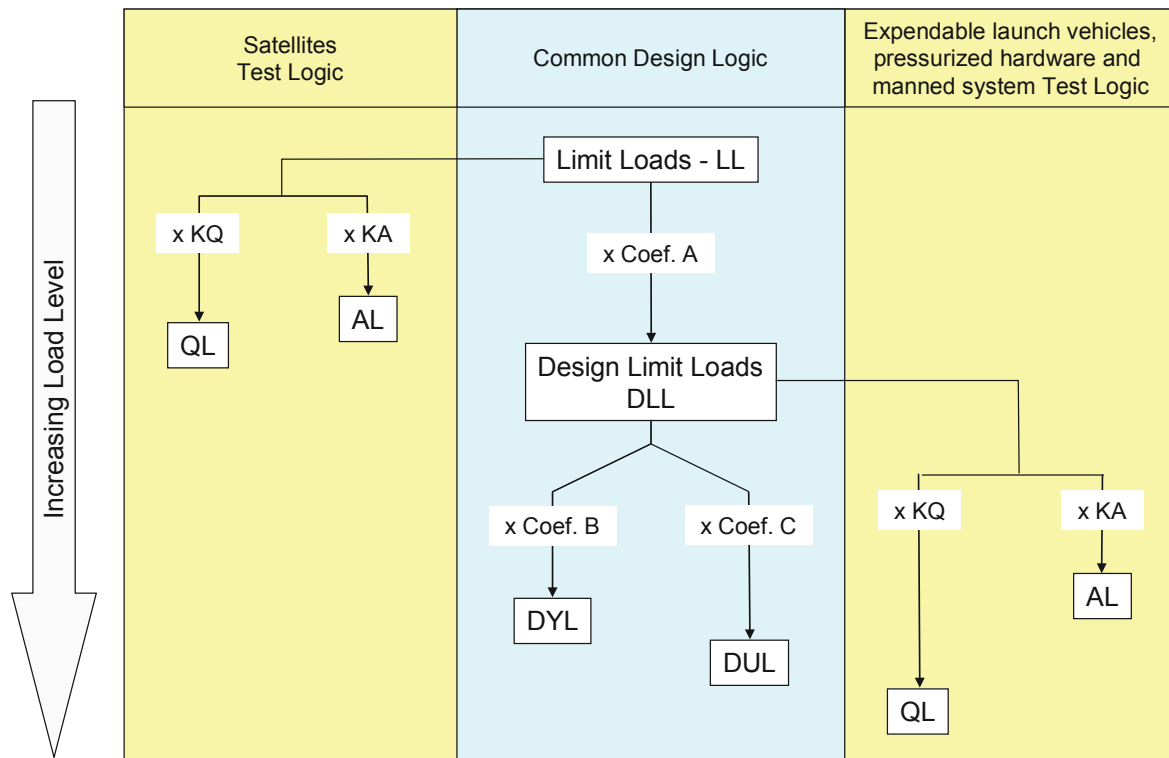 Satellites
Test Logic
Common Design Logic
Expendable launch vehicles,
pressurized hardware and
manned system Test Logic
Increasing Load Level
Limit Loads - LL
x KQ
x KA
x Coef. A
QL
AL
Design Limit Loads
DLL
x Coef. B
x Coef. C
x KQ
x KA
DYL
DUL
AL
QL